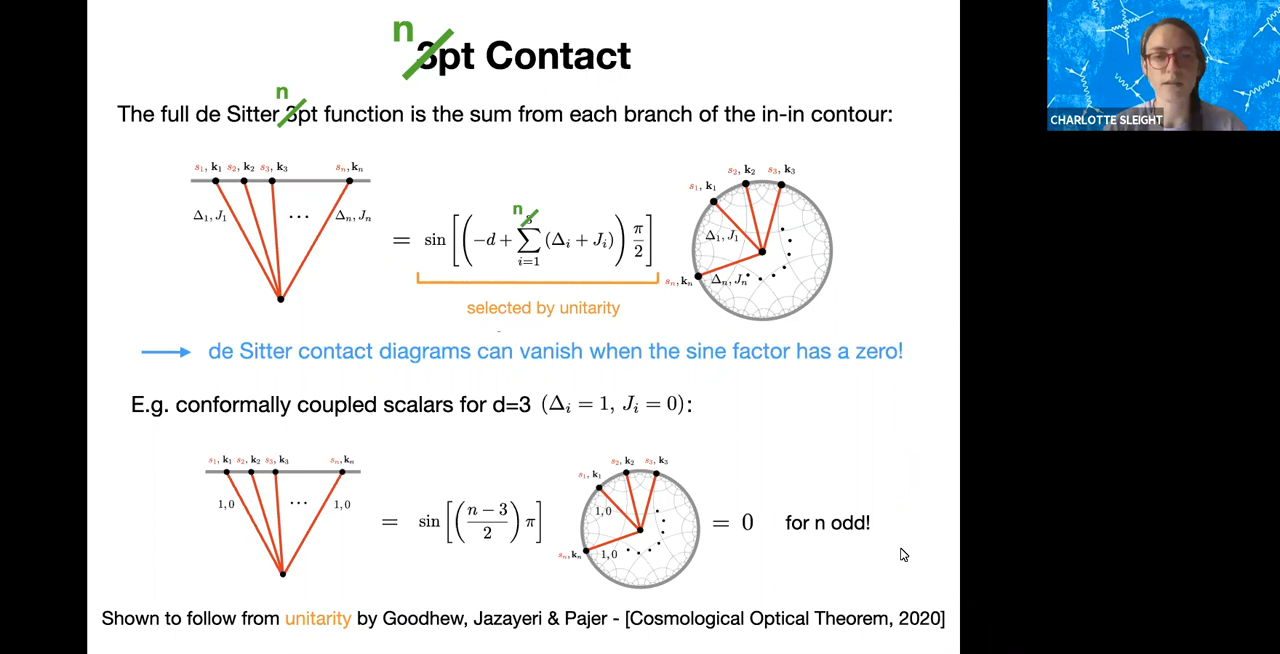 n
3pt Contact
n
The full de Sitter 3pt function is the sum from each branch of the in-in contour:
s₁, k₁ s₂, k₂ s₃, k₃ sₙ, kₙ
Δ₁, J₁ ... Δₙ, Jₙ
= sin[(−d + ∑ᵢ₌₁³ⁿ (Δᵢ + Jᵢ)) π/2]
s₁, k₁ s₂, k₂ s₃, k₃
Δ₁, J₁
sₙ, kₙ Δₙ, Jₙ
selected by unitarity
de Sitter contact diagrams can vanish when the sine factor has a zero!
E.g. conformally coupled scalars for d=3 (Δᵢ = 1, Jᵢ = 0):
s₁, k₁ s₂, k₂ s₃, k₃ sₙ, kₙ
1, 0 ... 1, 0
= sin[((n − 3)/2) π]
s₁, k₁ s₂, k₂ s₃, k₃
1, 0
sₙ, kₙ 1, 0
= 0 for n odd!
Shown to follow from unitarity by Goodhew, Jazayeri & Pajer - [Cosmological Optical Theorem, 2020]
CHARLOTTE SLEIGHT